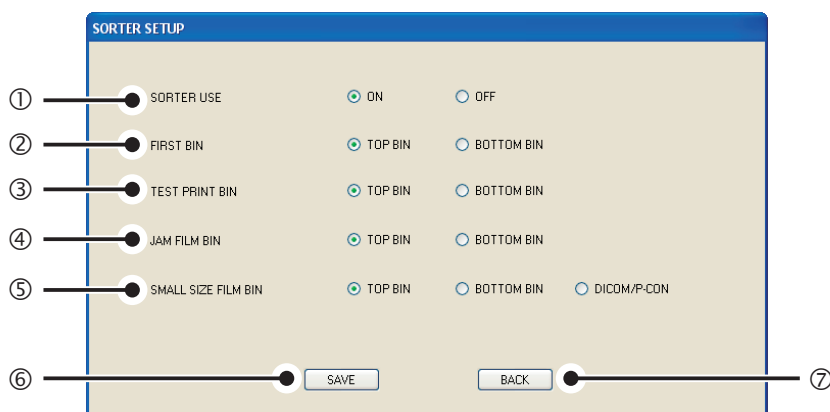 SORTER SETUP
① SORTER USE ON OFF
② FIRST BIN TOP BIN BOTTOM BIN
③ TEST PRINT BIN TOP BIN BOTTOM BIN
④ JAM FILM BIN TOP BIN BOTTOM BIN
⑤ SMALL SIZE FILM BIN TOP BIN BOTTOM BIN DICOM/P-CON
⑥ SAVE BACK ⑦